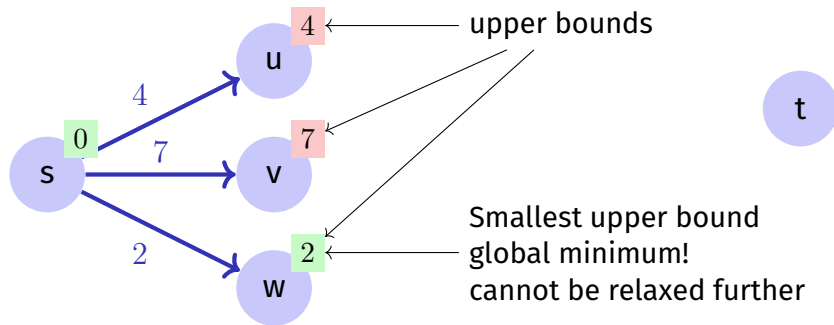 4
upper bounds
u
4
t
0
7
7
s
v
Smallest upper bound
2
2
global minimum!
w
cannot be relaxed further